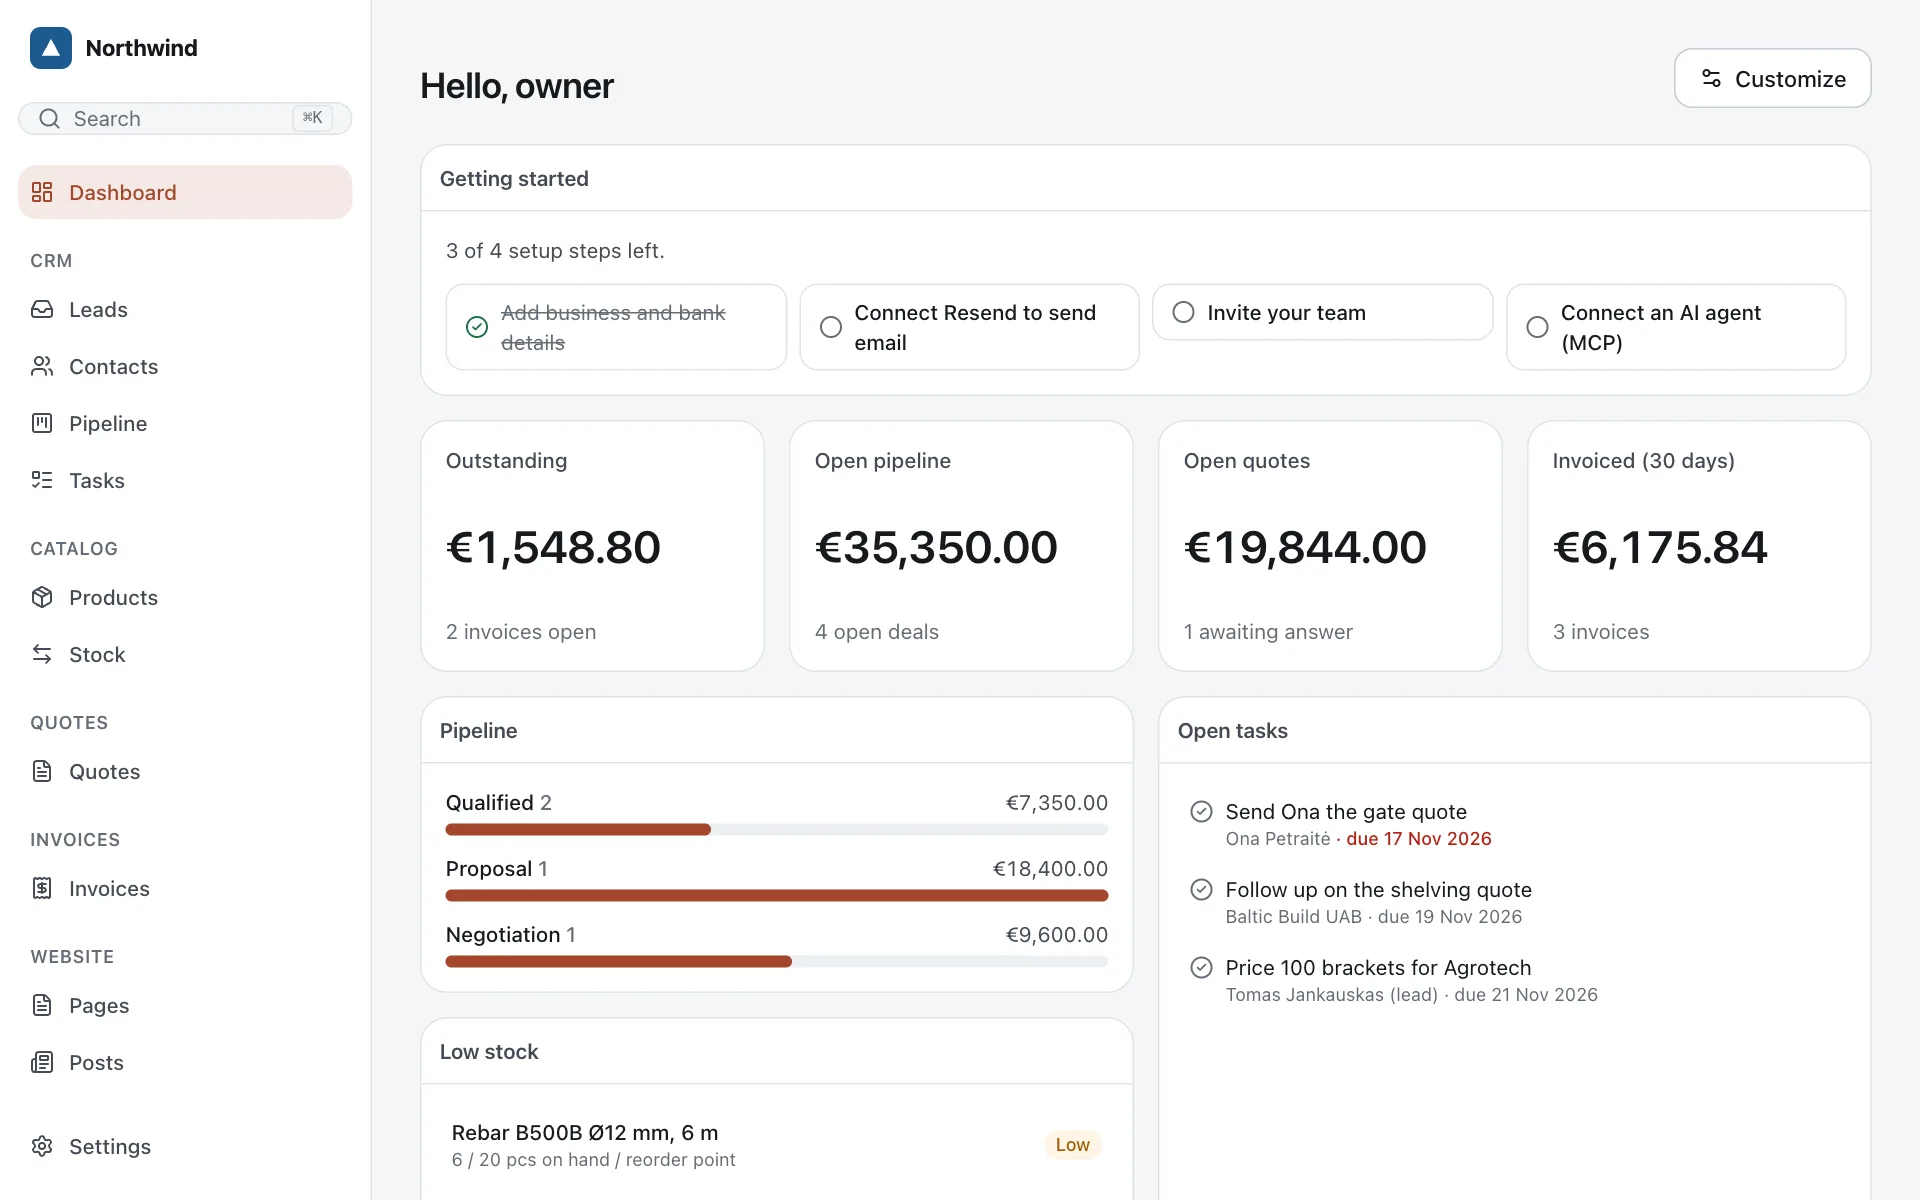 Northwind
Search
⌘K
Dashboard
CRM
Leads
Contacts
Pipeline
Tasks
CATALOG
Products
Stock
QUOTES
Quotes
INVOICES
Invoices
WEBSITE
Pages
Posts
Settings
Hello, owner
Customize
Getting started
3 of 4 setup steps left.
Add business and bank
details
Connect Resend to send
email
Invite your team
Connect an AI agent
(MCP)
Outstanding
€1,548.80
2 invoices open
Open pipeline
€35,350.00
4 open deals
Open quotes
€19,844.00
1 awaiting answer
Invoiced (30 days)
€6,175.84
3 invoices
Pipeline
Qualified 2 €7,350.00
Proposal 1 €18,400.00
Negotiation 1 €9,600.00
Low stock
Rebar B500B Ø12 mm, 6 m
6 / 20 pcs on hand / reorder point
Low
Open tasks
Send Ona the gate quote
Ona Petraitė · due 17 Nov 2026
Follow up on the shelving quote
Baltic Build UAB · due 19 Nov 2026
Price 100 brackets for Agrotech
Tomas Jankauskas (lead) · due 21 Nov 2026